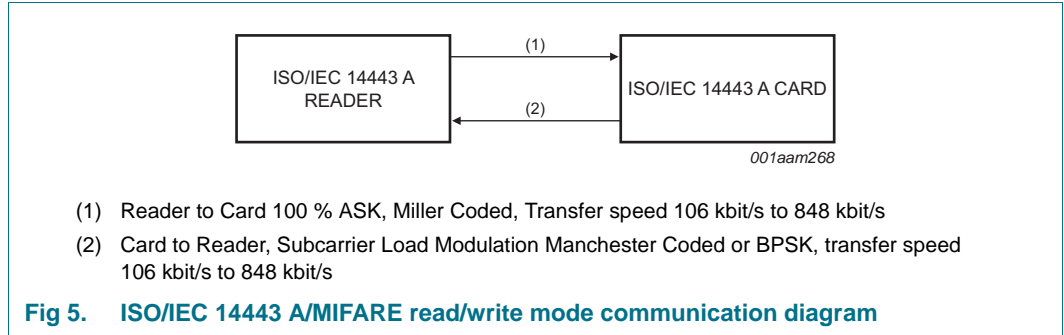 (1)
ISO/IEC 14443 A
READER
ISO/IEC 14443 A CARD
(2)
001aam268
(1) Reader to Card 100 % ASK, Miller Coded, Transfer speed 106 kbit/s to 848 kbit/s
(2) Card to Reader, Subcarrier Load Modulation Manchester Coded or BPSK, transfer speed
106 kbit/s to 848 kbit/s
Fig 5. ISO/IEC 14443 A/MIFARE read/write mode communication diagram